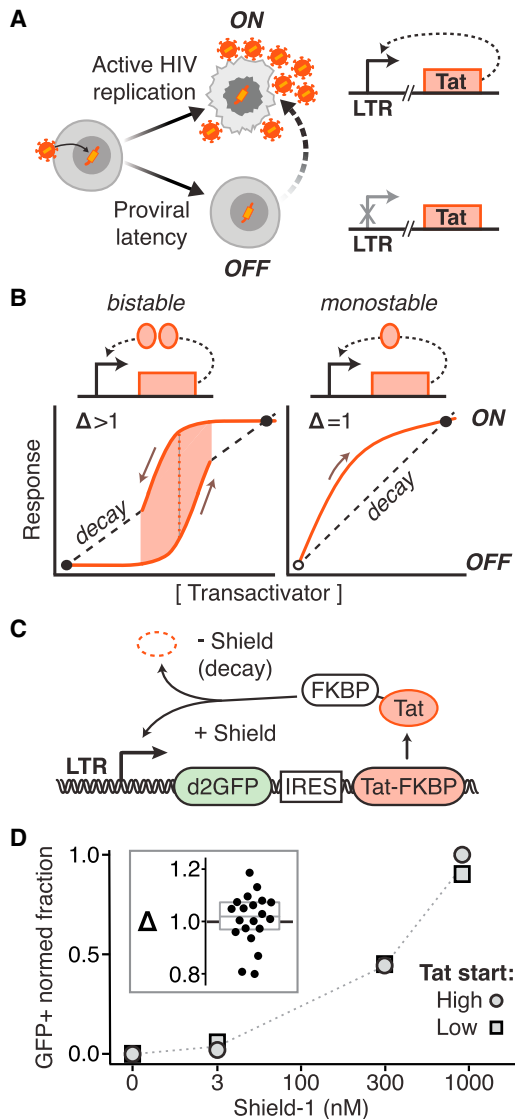 A
ON
Active HIV
replication
Proviral
latency
OFF
Tat
LTR
Tat
LTR
B
bistable
monostable
Δ>1
decay
Δ=1
decay
ON
OFF
Response
[ Transactivator ]
C
- Shield
(decay)
FKBP
Tat
+ Shield
LTR
d2GFP
IRES
Tat-FKBP
D
GFP+ normed fraction
1.0
0.5
0.0
Δ
1.2
1.0
0.8
Tat start:
High
Low
0
3
100
300
1000
Shield-1 (nM)